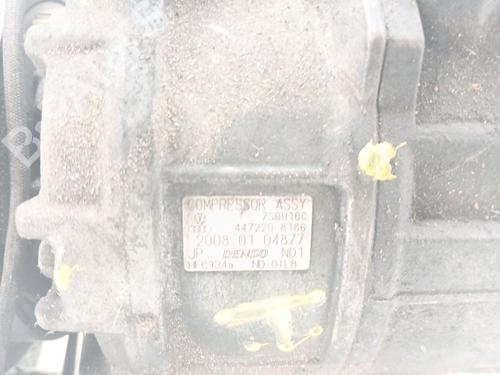 COMPRESSOR ASSY
7SBU16C
447220-8186
2008 01 04877
JP DENSO ND1
HFC134a ND-OIL8